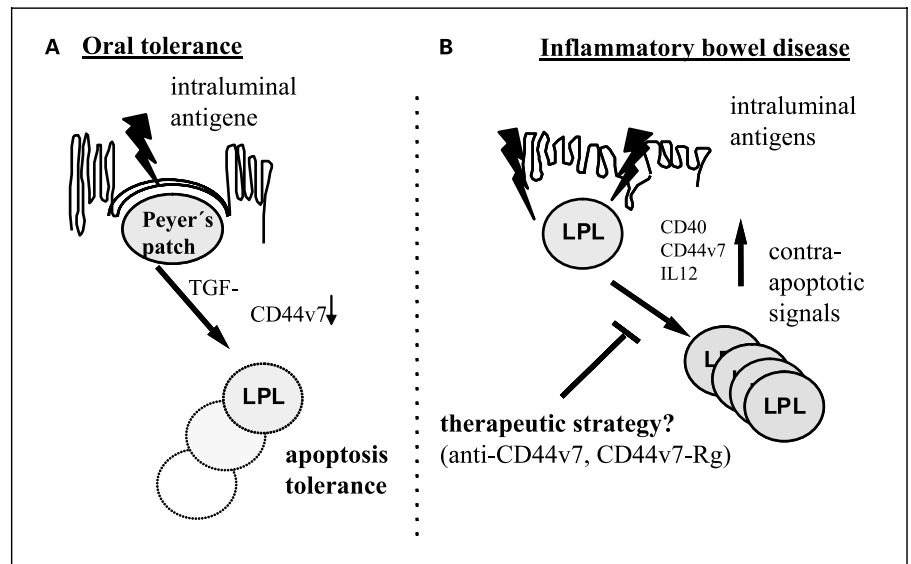 A Oral tolerance
intraluminal
antigene
Peyer´s
patch
TGF-
CD44v7↓
LPL
apoptosis
tolerance
B Inflammatory bowel disease
intraluminal
antigens
LPL
CD40
CD44v7
IL12
contra-
apoptotic
signals
LPL
therapeutic strategy?
(anti-CD44v7, CD44v7-Rg)